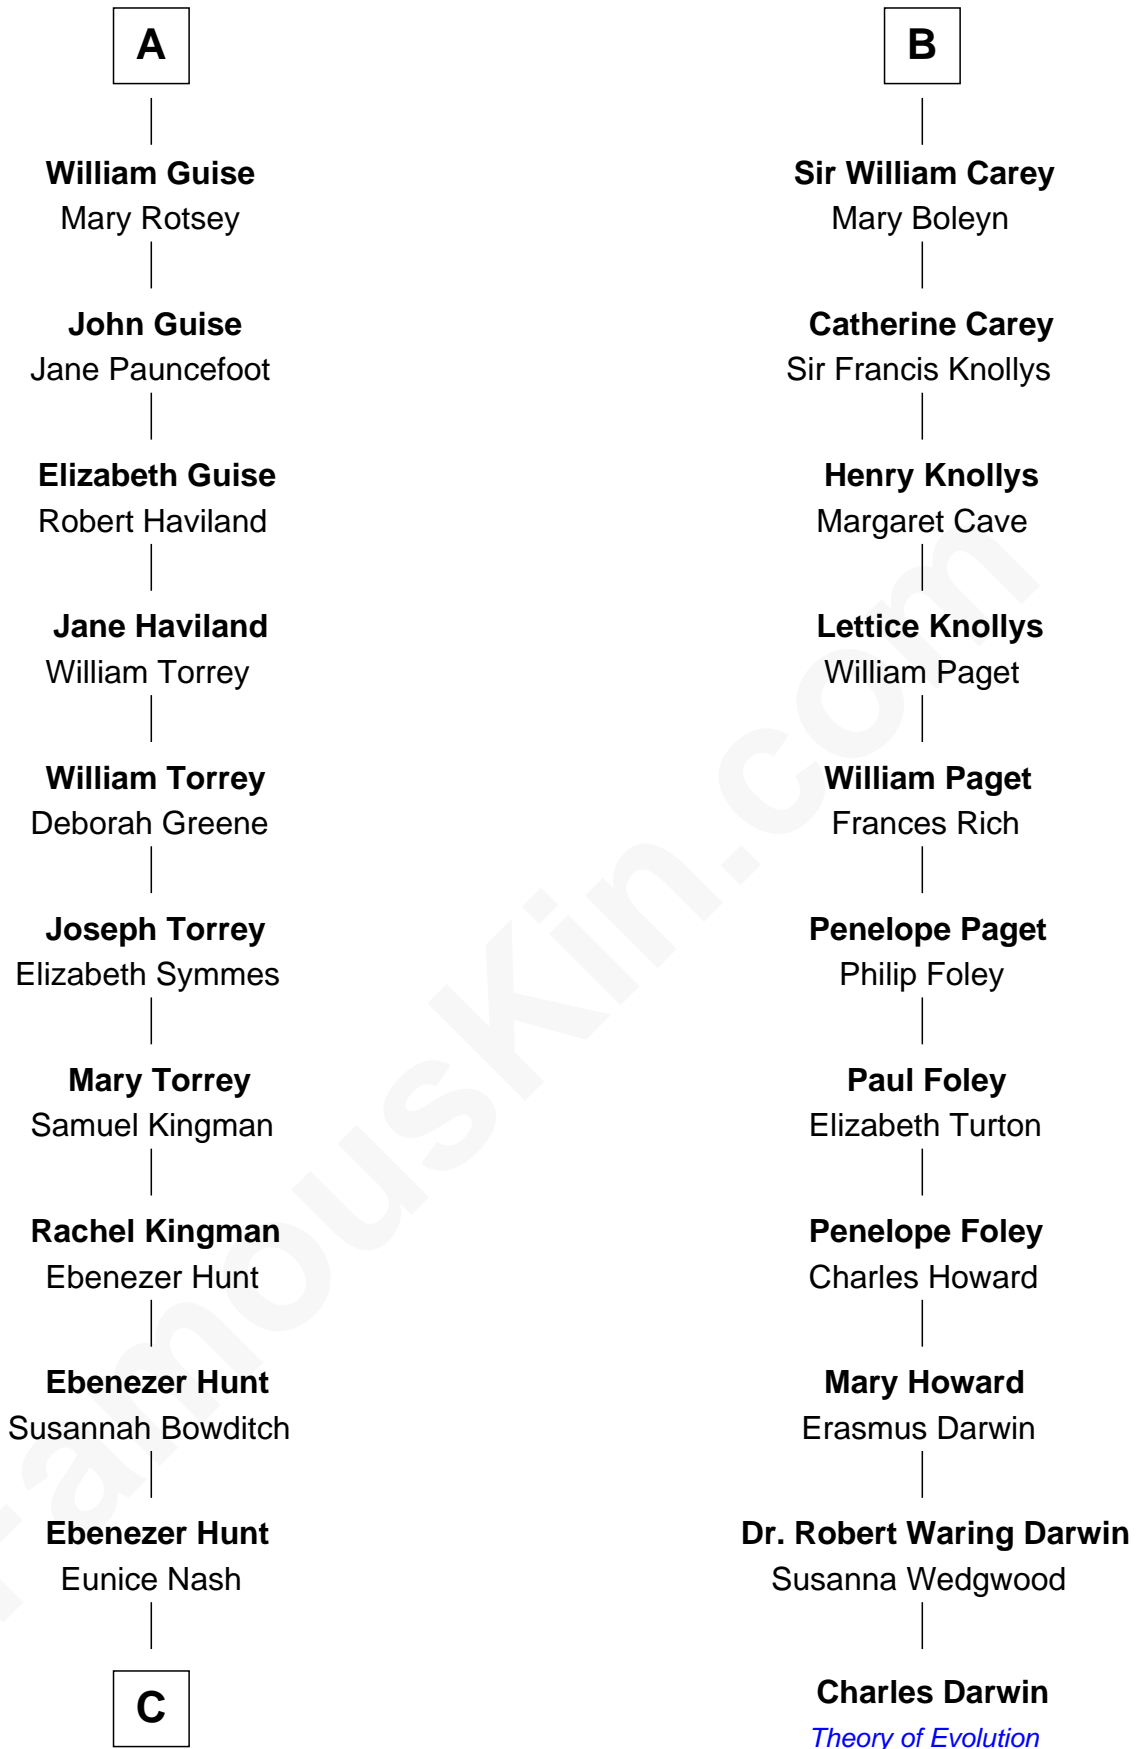 A
William Guise
Mary Rotsey
John Guise
Jane Pauncefoot
Elizabeth Guise
Robert Haviland
Jane Haviland
William Torrey
William Torrey
Deborah Greene
Joseph Torrey
Elizabeth Symmes
Mary Torrey
Samuel Kingman
Rachel Kingman
Ebenezer Hunt
Ebenezer Hunt
Susannah Bowditch
Ebenezer Hunt
Eunice Nash
C
B
Sir William Carey
Mary Boleyn
Catherine Carey
Sir Francis Knollys
Henry Knollys
Margaret Cave
Lettice Knollys
William Paget
William Paget
Frances Rich
Penelope Paget
Philip Foley
Paul Foley
Elizabeth Turton
Penelope Foley
Charles Howard
Mary Howard
Erasmus Darwin
Dr. Robert Waring Darwin
Susanna Wedgwood
Charles Darwin
Theory of Evolution
FamousKin.com